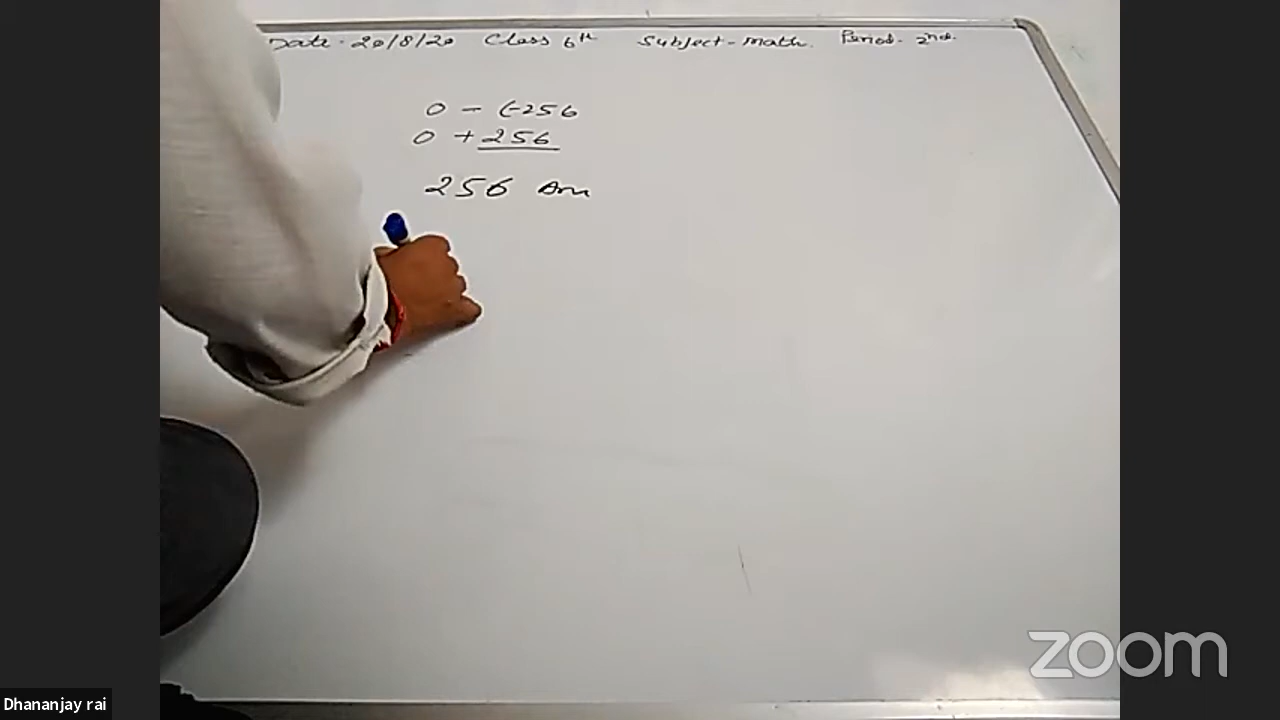 Date. 20/8/20 Class 6th Subject-Math. Period-2nd.
0 - (-256
0 + 256
256 Ans
zoom
Dhananjay rai